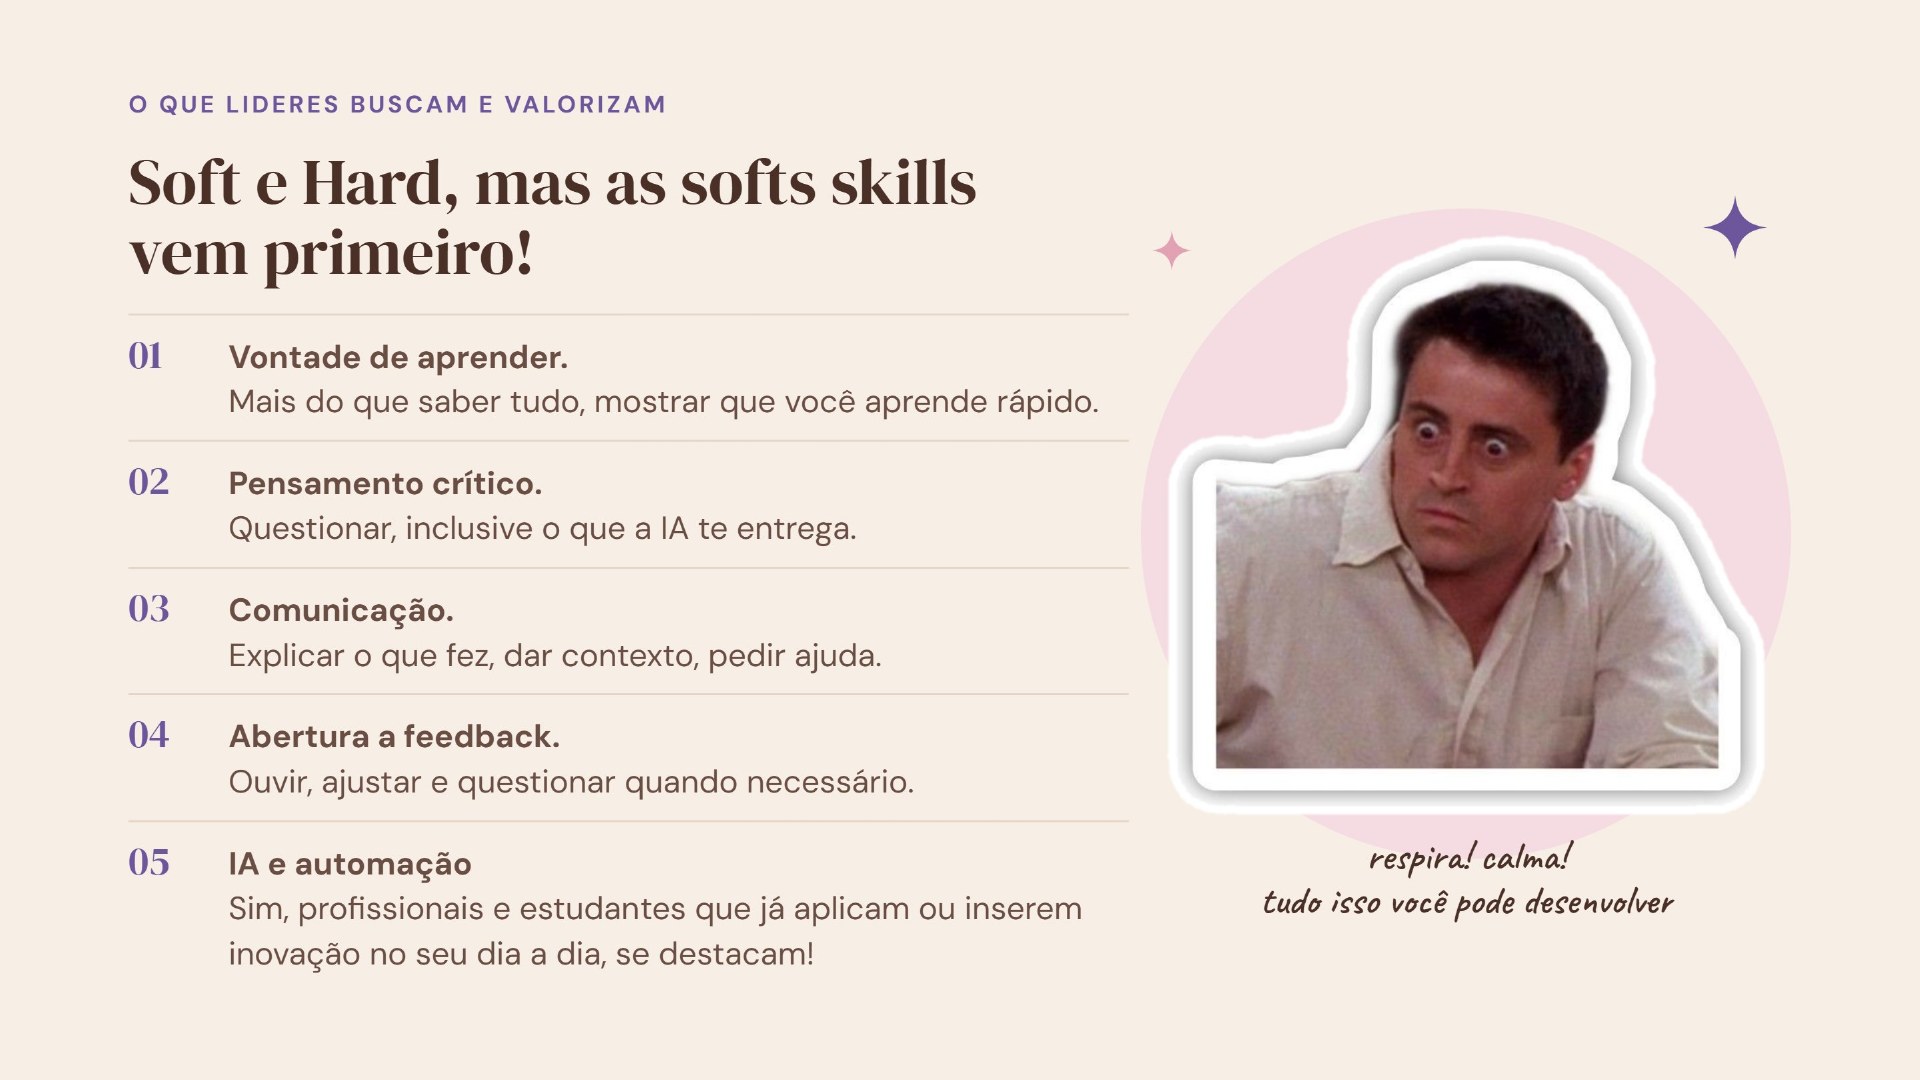 O QUE LIDERES BUSCAM E VALORIZAM
Soft e Hard, mas as softs skills
vem primeiro!
01
Vontade de aprender.
Mais do que saber tudo, mostrar que você aprende rápido.
02
Pensamento crítico.
Questionar, inclusive o que a IA te entrega.
03
Comunicação.
Explicar o que fez, dar contexto, pedir ajuda.
04
Abertura a feedback.
Ouvir, ajustar e questionar quando necessário.
05
IA e automação
Sim, profissionais e estudantes que já aplicam ou inserem
inovação no seu dia a dia, se destacam!
respira! calma!
tudo isso você pode desenvolver